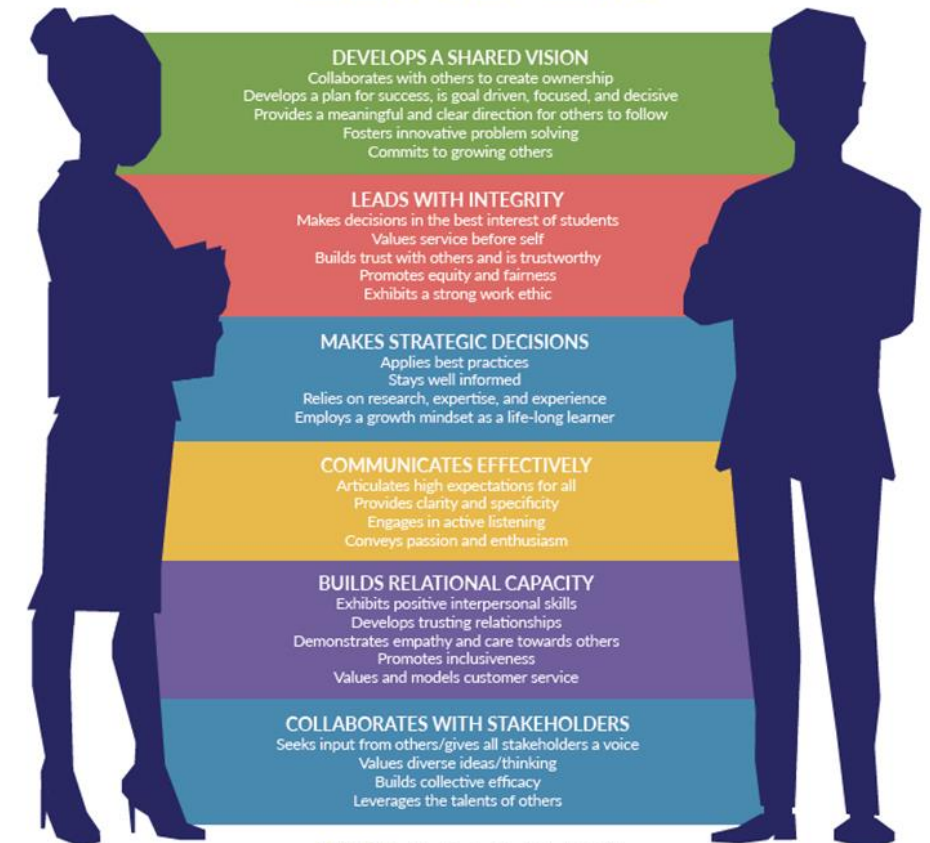 DEVELOPS A SHARED VISION
Collaborates with others to create ownership
Develops a plan for success, is goal driven, focused, and decisive
Provides a meaningful and clear direction for others to follow
Fosters innovative problem solving
Commits to growing others
LEADS WITH INTEGRITY
Makes decisions in the best interest of students
Values service before self
Builds trust with others and is trustworthy
Promotes equity and fairness
Exhibits a strong work ethic
MAKES STRATEGIC DECISIONS
Applies best practices
Stays well informed
Relies on research, expertise, and experience
Employs a growth mindset as a life-long learner
COMMUNICATES EFFECTIVELY
Articulates high expectations for all
Provides clarity and specificity
Engages in active listening
Conveys passion and enthusiasm
BUILDS RELATIONAL CAPACITY
Exhibits positive interpersonal skills
Develops trusting relationships
Demonstrates empathy and care towards others
Promotes inclusiveness
Values and models customer service
COLLABORATES WITH STAKEHOLDERS
Seeks input from others/gives all stakeholders a voice
Values diverse ideas/thinking
Builds collective efficacy
Leverages the talents of others